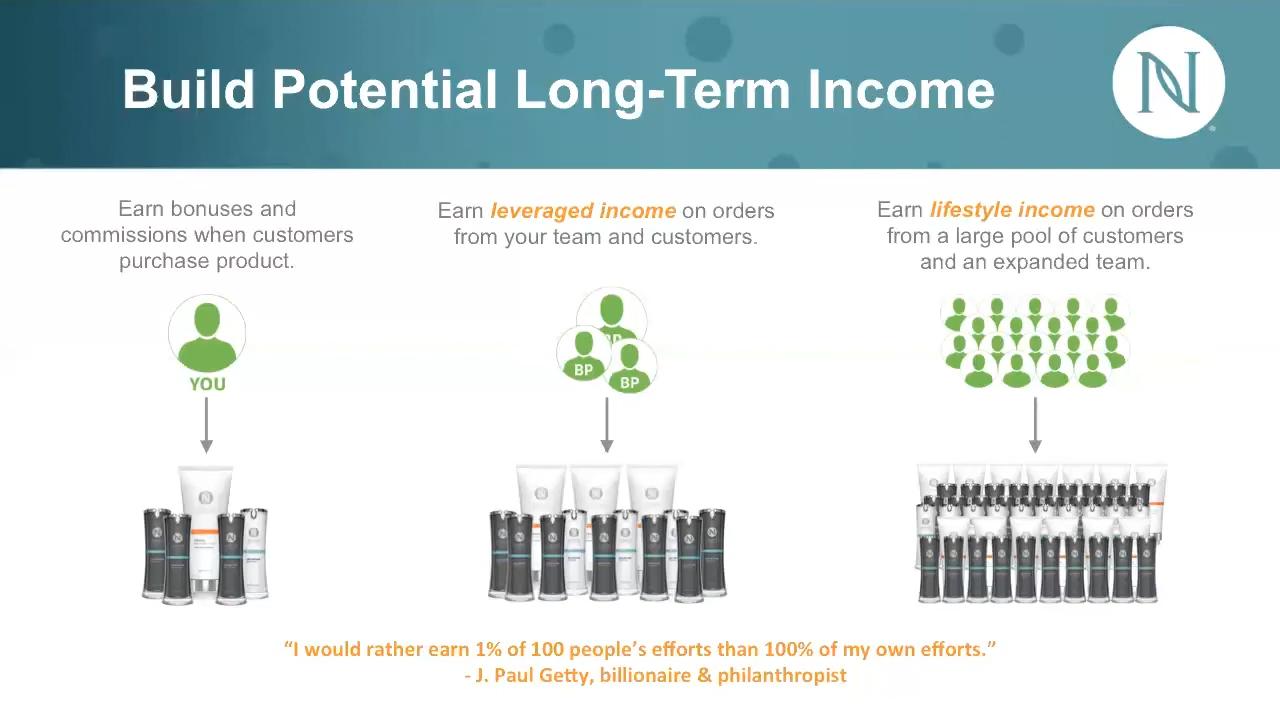 Build Potential Long-Term Income
N
Earn bonuses and
commissions when customers
purchase product.
Earn leveraged income on orders
from your team and customers.
Earn lifestyle income on orders
from a large pool of customers
and an expanded team.
YOU
BP
BP
BP
“I would rather earn 1% of 100 people’s efforts than 100% of my own efforts.”
- J. Paul Getty, billionaire & philanthropist